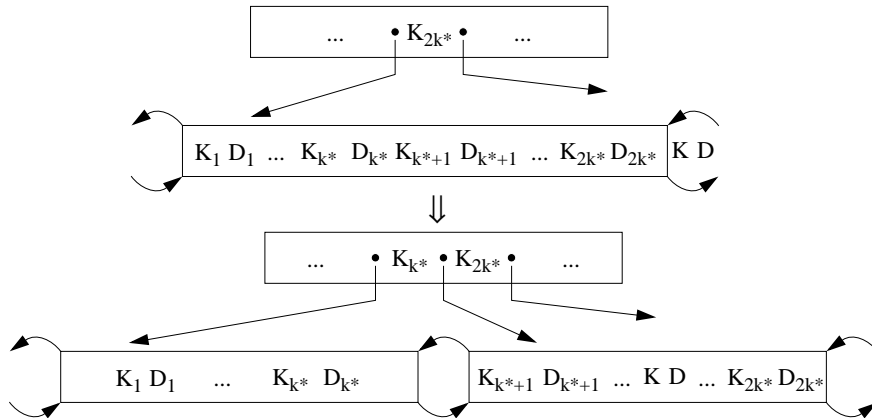 ... • K2k* • ...
K1 D1 ... Kk* Dk* Kk*+1 Dk*+1 ... K2k* D2k* K D
⇓
... • Kk* • K2k* • ...
K1 D1 ... Kk* Dk* Kk*+1 Dk*+1 ... K D ... K2k* D2k*